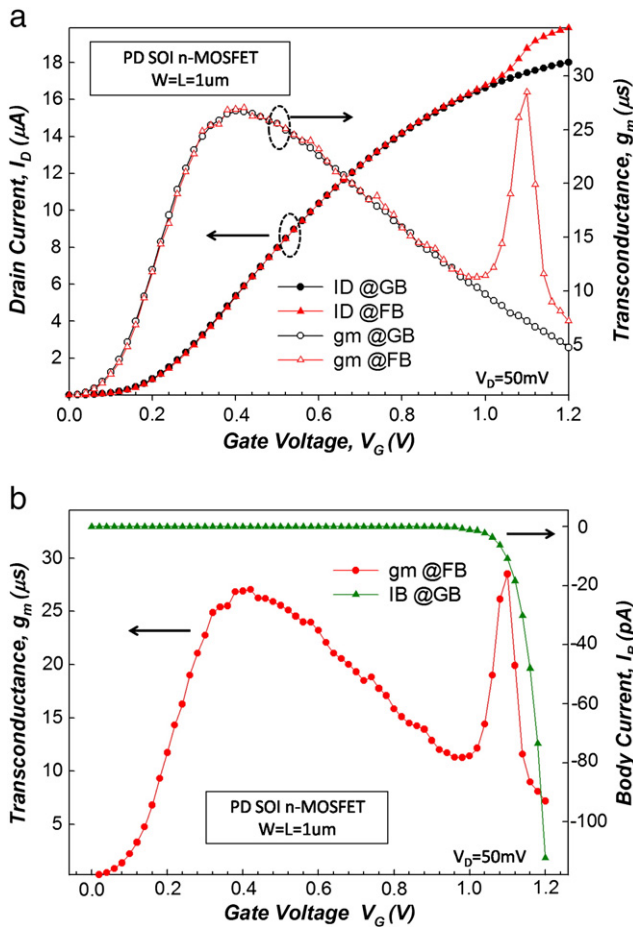 a
PD SOI n-MOSFET
W=L=1um
Drain Current, I_D (μA)
18
16
14
12
10
8
6
4
2
Transconductance, g_m (μs)
30
25
20
15
10
5
ID @GB
ID @FB
gm @GB
gm @FB
V_D=50mV
0.0 0.2 0.4 0.6 0.8 1.0 1.2
Gate Voltage, V_G (V)
b
Transconductance, g_m (μs)
30
25
20
15
10
5
gm @FB
IB @GB
0
-20
-40
-60
-80
-100
Body Current, I_B (pA)
PD SOI n-MOSFET
W=L=1um
V_D=50mV
0.0 0.2 0.4 0.6 0.8 1.0 1.2
Gate Voltage V_G (V)